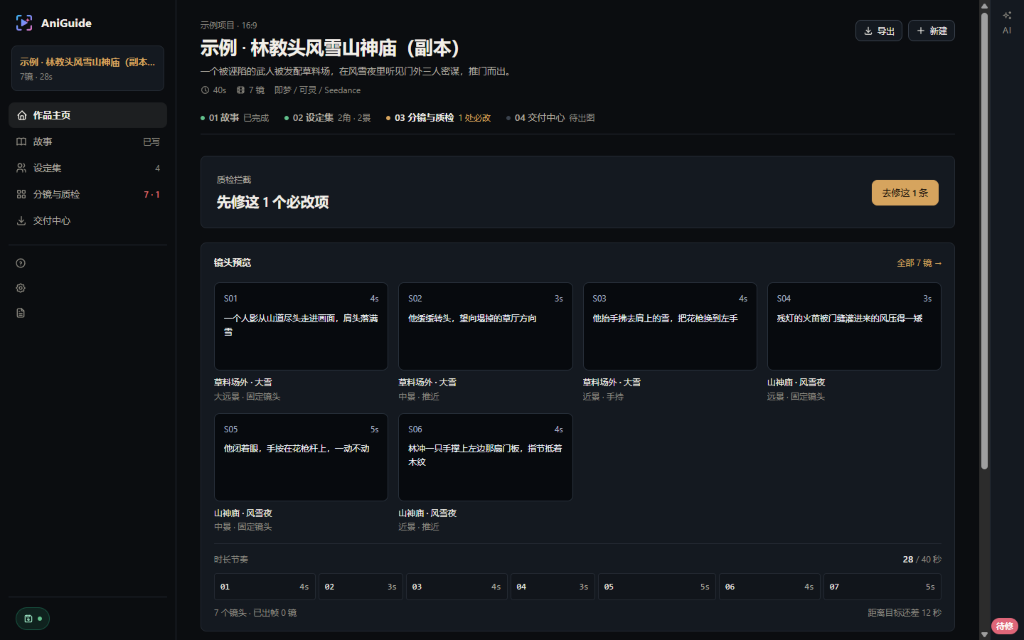 AniGuide
示例 · 林教头风雪山神庙（副本...
7镜 · 28s
作品主页
故事 已写
设定集 4
分镜与质检 7 · 1
交付中心
示例项目 · 16:9
示例 · 林教头风雪山神庙（副本）
一个被诬陷的武人被发配草料场，在风雪夜里听见门外三人密谋，推门而出。
40s 7 镜 即梦 / 可灵 / Seedance
导出
新建
01 故事 已完成 02 设定集 2角 · 2景 03 分镜与质检 1 处必改 04 交付中心 待出图
质检拦截
先修这 1 个必改项
去修这 1 条
镜头预览
全部 7 镜 →
S01 4s
一个人影从山道尽头走进画面，肩头落满
雪
草料场外 · 大雪
大远景 · 固定镜头
S02 3s
他缓缓转头，望向塌掉的草厅方向
草料场外 · 大雪
中景 · 推近
S03 4s
他抬手拂去肩上的雪，把花枪换到左手
草料场外 · 大雪
近景 · 手持
S04 3s
残灯的火苗被门缝灌进来的风压得一矮
山神庙 · 风雪夜
远景 · 固定镜头
S05 5s
他闭着眼，手按在花枪杆上，一动不动
山神庙 · 风雪夜
中景 · 固定镜头
S06 4s
林冲一只手撑上左边那扇门板，指节抵着
木纹
山神庙 · 风雪夜
近景 · 推近
时长节奏 28 / 40 秒
01 4s 02 3s 03 4s 04 3s 05 5s 06 4s 07 5s
7 个镜头 · 已出帧 0 镜 距离目标还差 12 秒
AI
待修